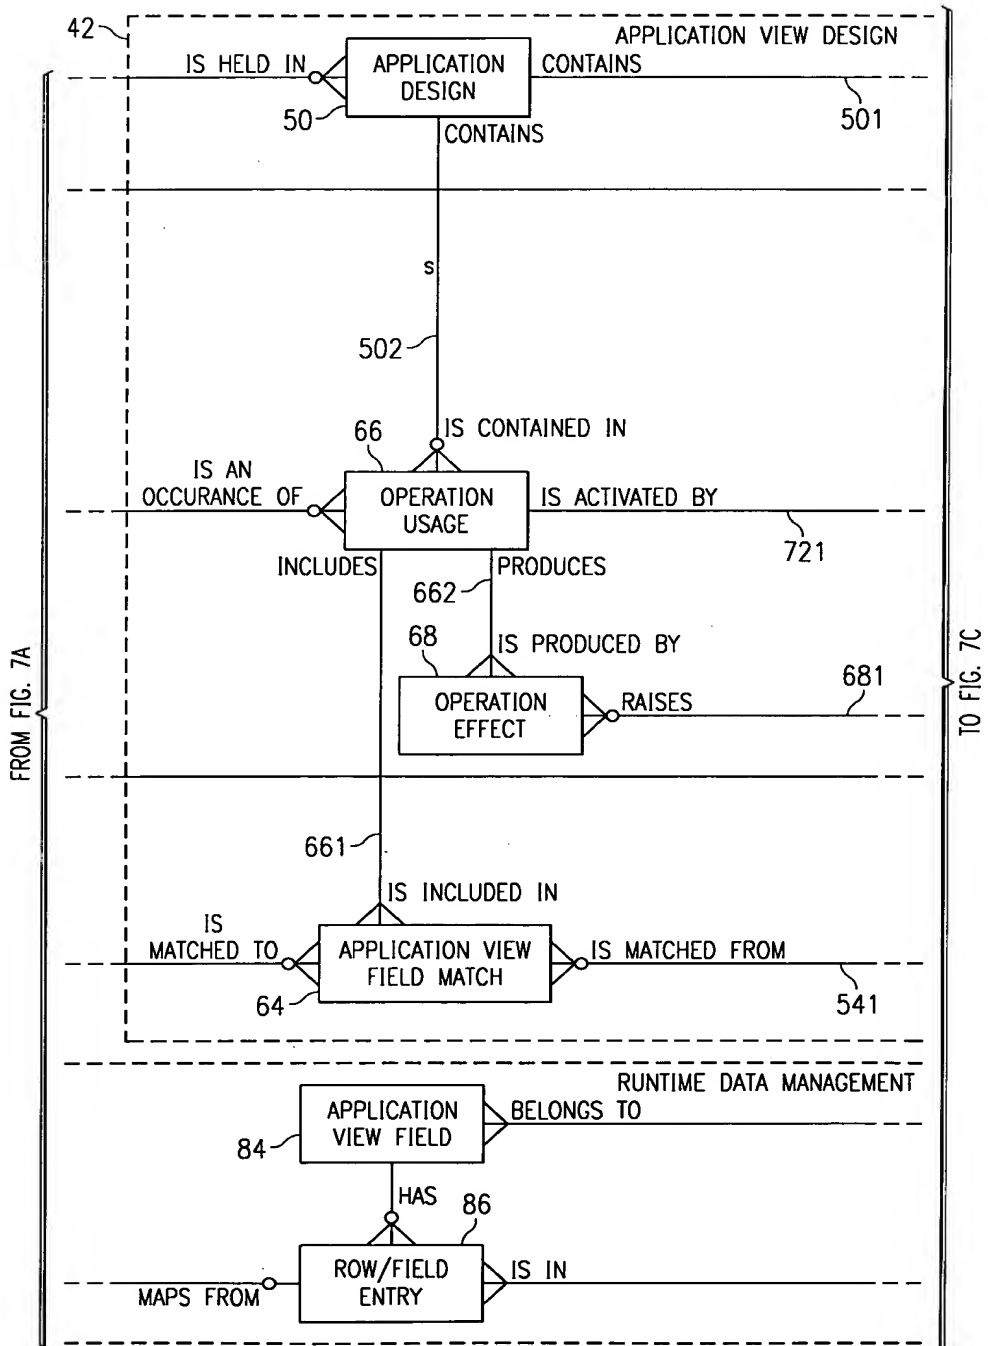 42
APPLICATION VIEW DESIGN
IS HELD IN
APPLICATION
DESIGN
CONTAINS
50
501
CONTAINS
s
502
66
IS CONTAINED IN
IS AN
OCCURANCE OF
OPERATION
USAGE
IS ACTIVATED BY
721
INCLUDES
PRODUCES
662
68
IS PRODUCED BY
OPERATION
EFFECT
RAISES
681
FROM FIG. 7A
TO FIG. 7C
661
IS INCLUDED IN
IS
MATCHED TO
APPLICATION VIEW
FIELD MATCH
IS MATCHED FROM
64
541
RUNTIME DATA MANAGEMENT
APPLICATION
VIEW FIELD
BELONGS TO
84
HAS
86
ROW/FIELD
ENTRY
IS IN
MAPS FROM